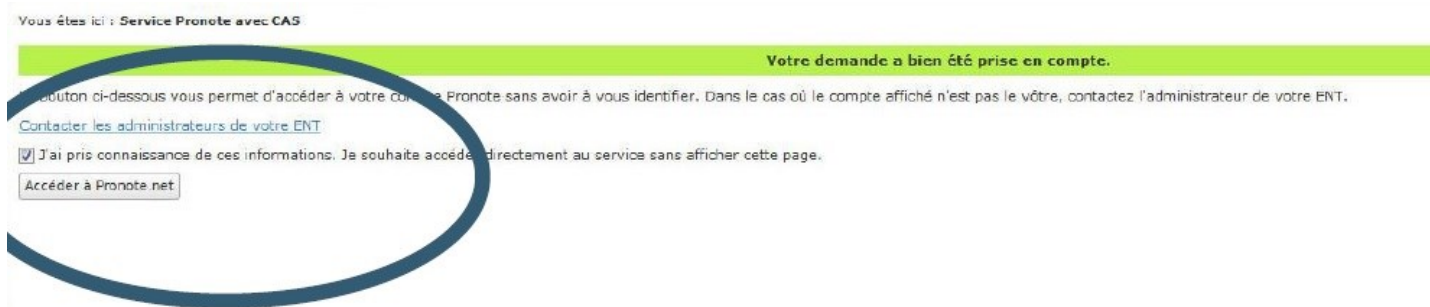 Vous êtes ici : Service Pronote avec CAS
Votre demande a bien été prise en compte.
bouton ci-dessous vous permet d'accéder à votre Pronote sans avoir à vous identifier. Dans le cas où le compte affiché n'est pas le vôtre, contactez l'administrateur de votre ENT.
Contacter les administrateurs de votre ENT
J'ai pris connaissance de ces informations. Je souhaite accéder directement au service sans afficher cette page.
Accéder à Pronote.net